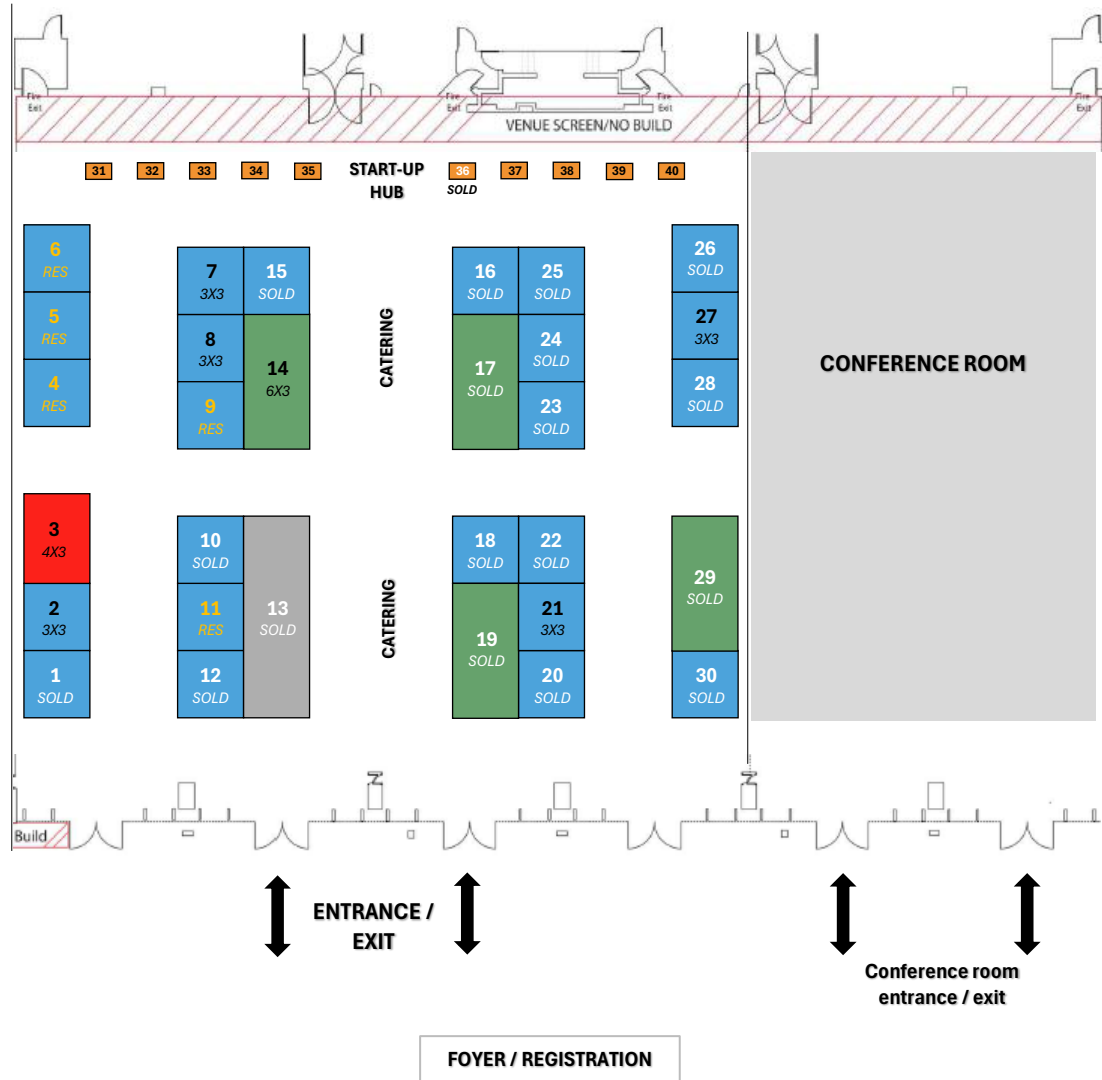 Fire
Exit
Fire
Exit
Fire
Exit
Fire
Exit
VENUE SCREEN/NO BUILD
31
32
33
34
35
START-UP
HUB
36
SOLD
37
38
39
40
6
RES
5
RES
4
RES
7
3X3
15
SOLD
8
3X3
14
6X3
9
RES
CATERING
16
SOLD
25
SOLD
17
SOLD
24
SOLD
23
SOLD
26
SOLD
27
3X3
28
SOLD
CONFERENCE ROOM
3
4X3
2
3X3
1
SOLD
10
SOLD
11
RES
12
SOLD
13
SOLD
CATERING
18
SOLD
22
SOLD
19
SOLD
21
3X3
20
SOLD
29
SOLD
30
SOLD
Build
ENTRANCE /
EXIT
Conference room
entrance / exit
FOYER / REGISTRATION